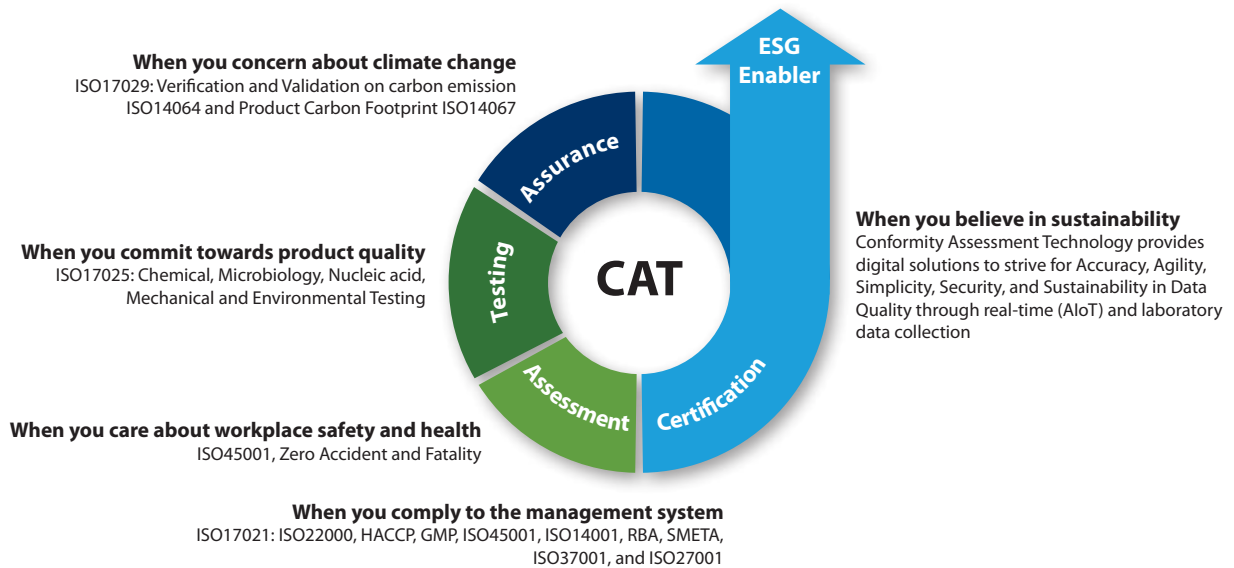 ESG
Enabler
When you concern about climate change
ISO17029: Verification and Validation on carbon emission
ISO14064 and Product Carbon Footprint ISO14067
Assurance
When you commit towards product quality
ISO17025: Chemical, Microbiology, Nucleic acid,
Mechanical and Environmental Testing
Testing
CAT
When you believe in sustainability
Conformity Assessment Technology provides
digital solutions to strive for Accuracy, Agility,
Simplicity, Security, and Sustainability in Data
Quality through real-time (AIoT) and laboratory
data collection
Assessment
Certification
When you care about workplace safety and health
ISO45001, Zero Accident and Fatality
When you comply to the management system
ISO17021: ISO22000, HACCP, GMP, ISO45001, ISO14001, RBA, SMETA,
ISO37001, and ISO27001